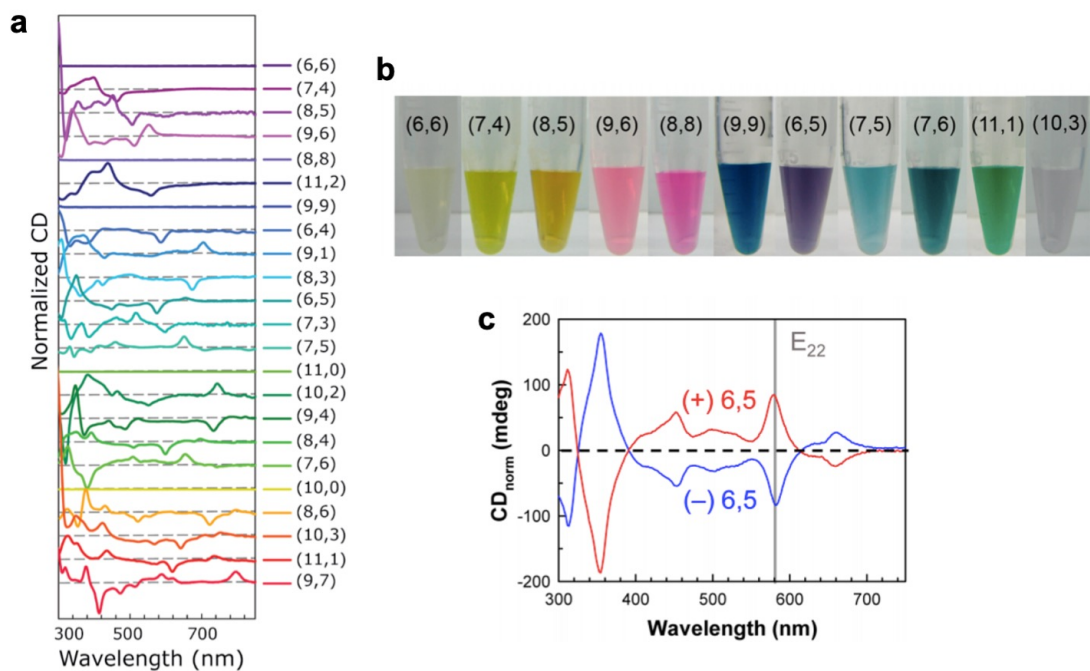 a
Normalized CD
(6,6)
(7,4)
(8,5)
(9,6)
(8,8)
(11,2)
(9,9)
(6,4)
(9,1)
(8,3)
(6,5)
(7,3)
(7,5)
(11,0)
(10,2)
(9,4)
(8,4)
(7,6)
(10,0)
(8,6)
(10,3)
(11,1)
(9,7)
300 500 700
Wavelength (nm)
b
(6,6) (7,4) (8,5) (9,6) (8,8) (9,9) (6,5) (7,5) (7,6) (11,1) (10,3)
c
CDnorm (mdeg)
200
100
0
-100
-200
E22
(+) 6,5
(–) 6,5
300 400 500 600 700
Wavelength (nm)